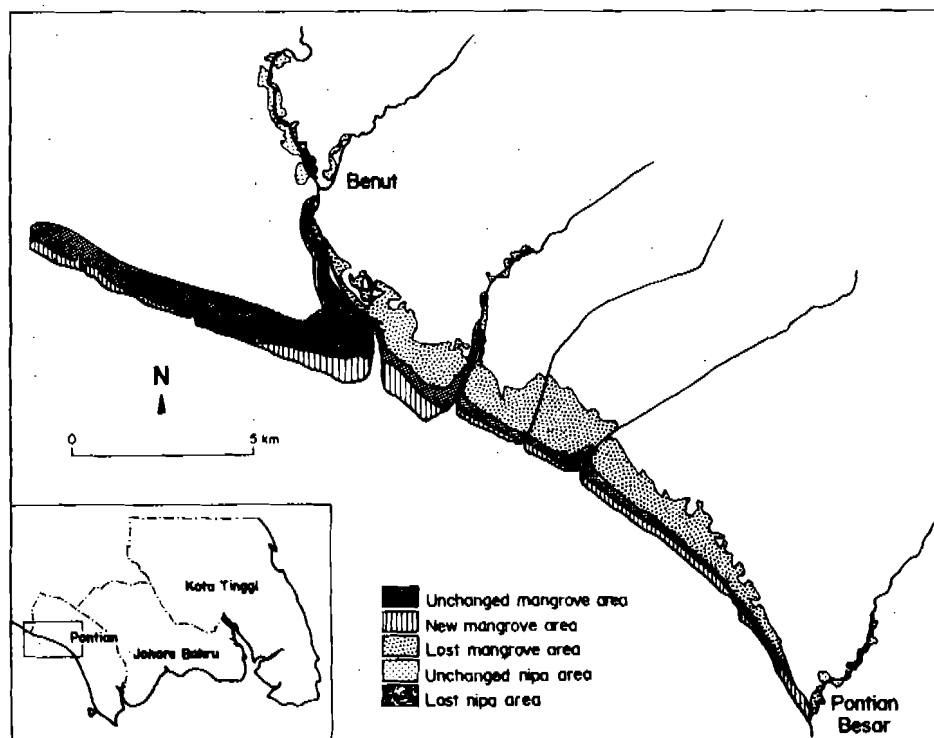 Benut
N
0 5 km
Kota Tinggi
Pontian
Johore Bahru
Unchanged mangrove area
New mangrove area
Lost mangrove area
Unchanged nipa area
Lost nipa area
Pontian
Besar